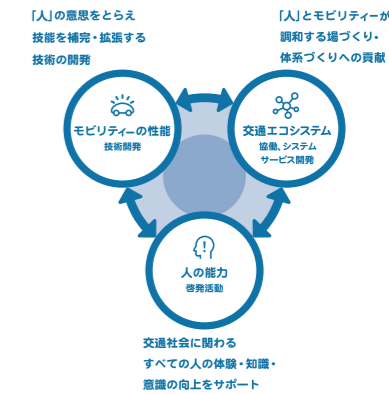 「人」の意思をとらえ
技能を補完・拡張する
技術の開発
「人」とモビリティーが
調和する場づくり・
体系づくりへの貢献
モビリティーの性能
技術開発
交通エコシステム
協働、システム
サービス開発
人の能力
啓発活動
交通社会に関わる
すべての人の体験・知識・
意識の向上をサポート